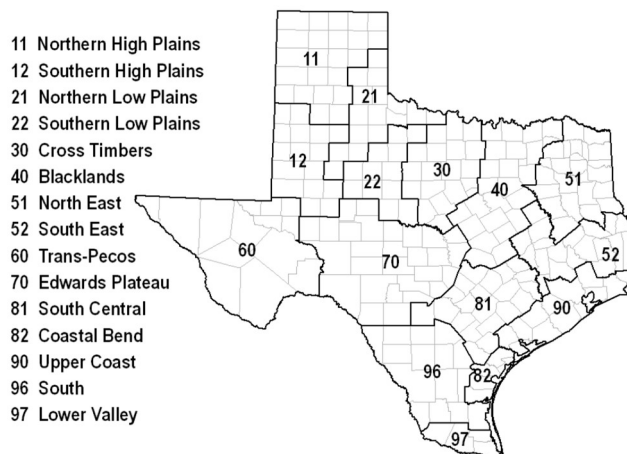 11 Northern High Plains
12 Southern High Plains
21 Northern Low Plains
22 Southern Low Plains
30 Cross Timbers
40 Blacklands
51 North East
52 South East
60 Trans-Pecos
70 Edwards Plateau
81 South Central
82 Coastal Bend
90 Upper Coast
96 South
97 Lower Valley
11
21
12
22
30
40
51
60
70
52
81
90
96
82
97